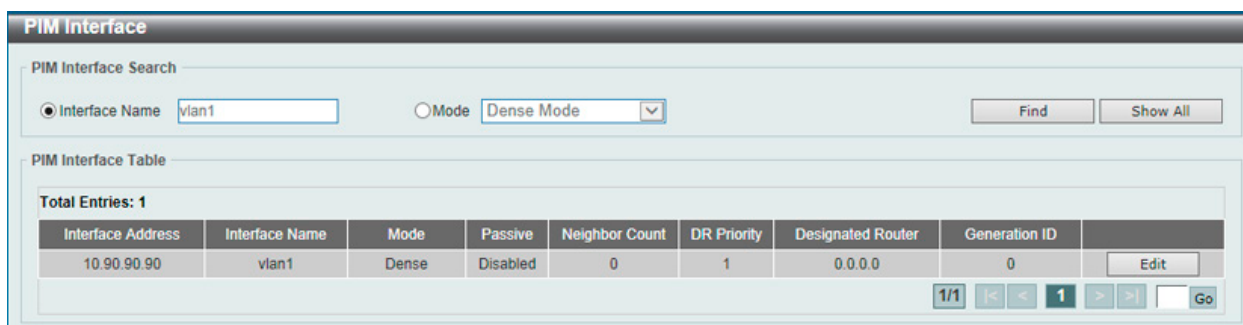 PIM Interface
PIM Interface Search
Interface Name vlan1 Mode Dense Mode Find Show All
PIM Interface Table
Total Entries: 1
Interface Address Interface Name Mode Passive Neighbor Count DR Priority Designated Router Generation ID
10.90.90.90 vlan1 Dense Disabled 0 1 0.0.0.0 0 Edit
1/1 |< < 1 > >| Go